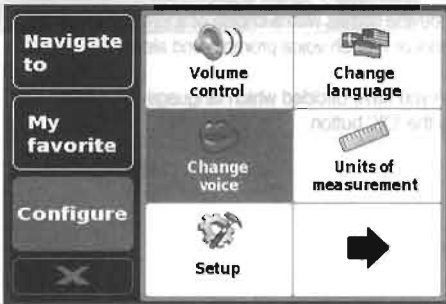 Navigate
to
My
favorite
Configure
Volume
control
Change
language
Change
voice
Units of
measurement
Setup